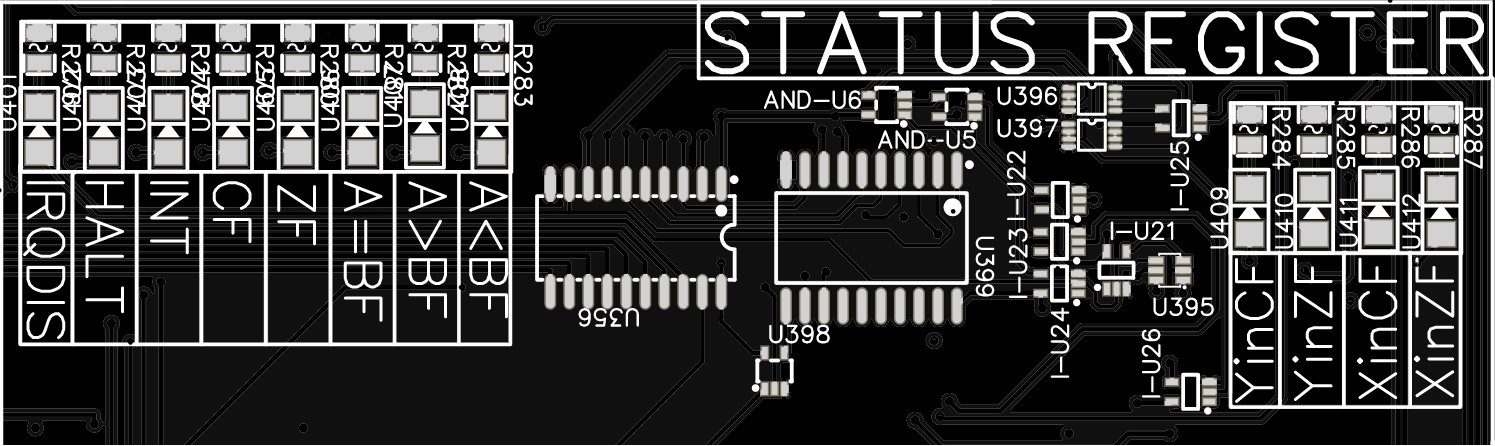 STATUS REGISTER
R283
U401
AND-U6
AND--U5
U396
U397
I-U25
I-U22
I-U23
I-U24
I-U21
U395
I-U26
U399
U356
U398
R284
R285
R286
R287
U409
U410
U411
U412
IRQDIS
HALT
INT
CF
ZF
A=BF
A>BF
A<BF
YinCF
YinZF
XinCF
XinZF